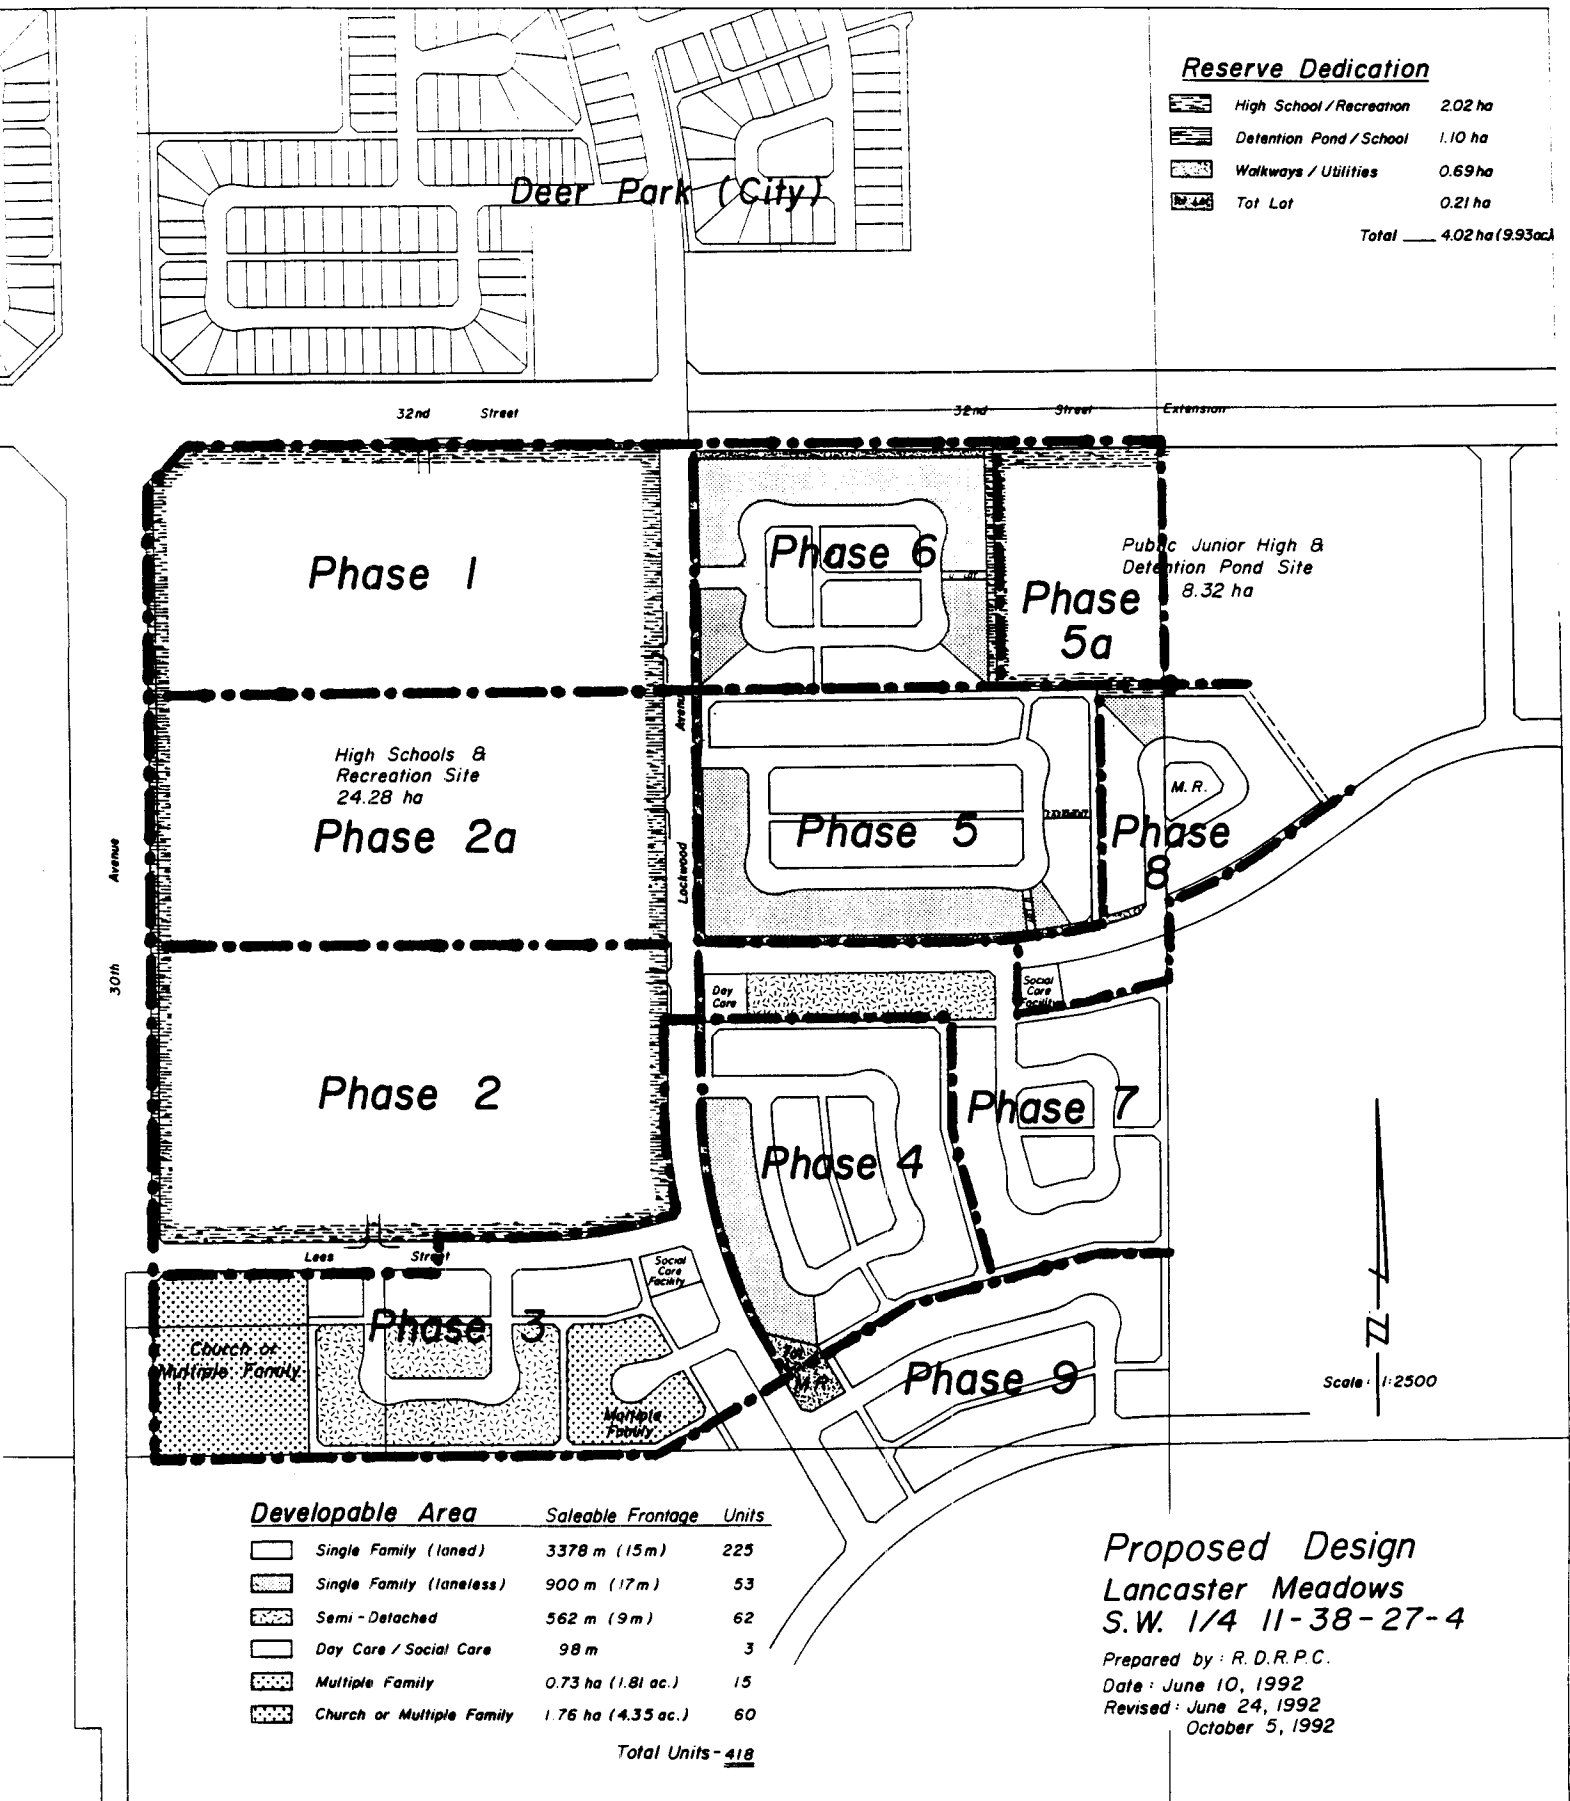 Reserve Dedication
High School / Recreation 2.02 ha
Detention Pond / School 1.10 ha
Walkways / Utilities 0.69 ha
Tot Lot 0.21 ha
Total 4.02 ha (9.93 ac)
Deer Park (City)
32nd Street
32nd Street Extension
Phase 1
Phase 6
Public Junior High &
Detention Pond Site
8.32 ha
Phase
5a
High Schools &
Recreation Site
24.28 ha
Phase 2a
30th Avenue
Lockwood Avenue
Phase 5
M.R.
Phase
8
Day
Care
Social
Care
Facility
Phase 2
Phase 4
Phase 7
Lees Street
Social
Care
Facility
Phase 3
Church or
Multiple Family
Multiple
Family
Tot
Lot
M.R.
Phase 9
Scale: 1:2500
Developable Area Saleable Frontage Units
Single Family (laned) 3378 m (15m) 225
Single Family (laneless) 900 m (17m) 53
Semi-Detached 562 m (9m) 62
Day Care / Social Care 98 m 3
Multiple Family 0.73 ha (1.81 ac.) 15
Church or Multiple Family 1.76 ha (4.35 ac.) 60
Total Units - 418
Proposed Design
Lancaster Meadows
S.W. 1/4 11-38-27-4
Prepared by: R.D.R.P.C.
Date: June 10, 1992
Revised: June 24, 1992
October 5, 1992